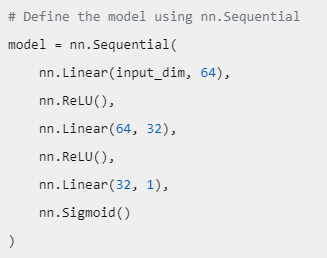 # Define the model using nn.Sequential
model = nn.Sequential(
    nn.Linear(input_dim, 64),
    nn.ReLU(),
    nn.Linear(64, 32),
    nn.ReLU(),
    nn.Linear(32, 1),
    nn.Sigmoid()
)